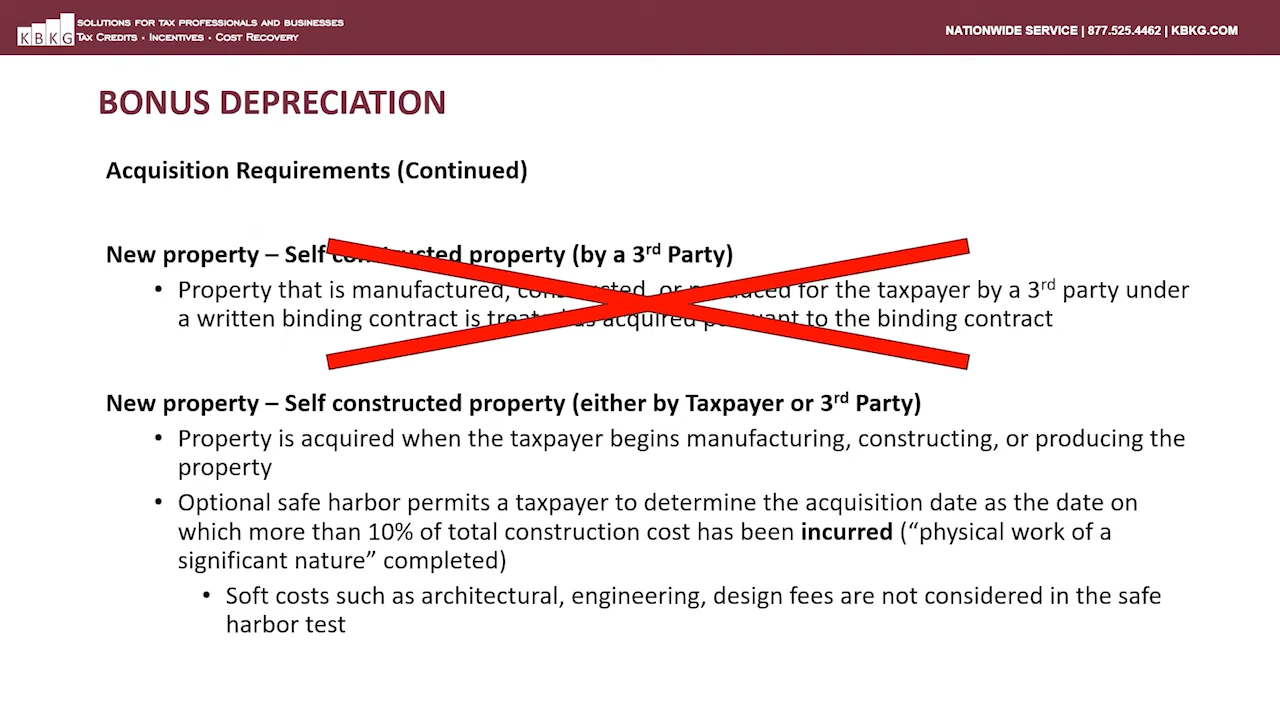 KBKG
SOLUTIONS FOR TAX PROFESSIONALS AND BUSINESSES
TAX CREDITS · INCENTIVES · COST RECOVERY
NATIONWIDE SERVICE | 877.525.4462 | KBKG.COM
BONUS DEPRECIATION
Acquisition Requirements (Continued)
New property – Self constructed property (by a 3rd Party)
• Property that is manufactured, constructed, or produced for the taxpayer by a 3rd party under
a written binding contract is treated as acquired pursuant to the binding contract
New property – Self constructed property (either by Taxpayer or 3rd Party)
• Property is acquired when the taxpayer begins manufacturing, constructing, or producing the
property
• Optional safe harbor permits a taxpayer to determine the acquisition date as the date on
which more than 10% of total construction cost has been incurred (“physical work of a
significant nature” completed)
• Soft costs such as architectural, engineering, design fees are not considered in the safe
harbor test